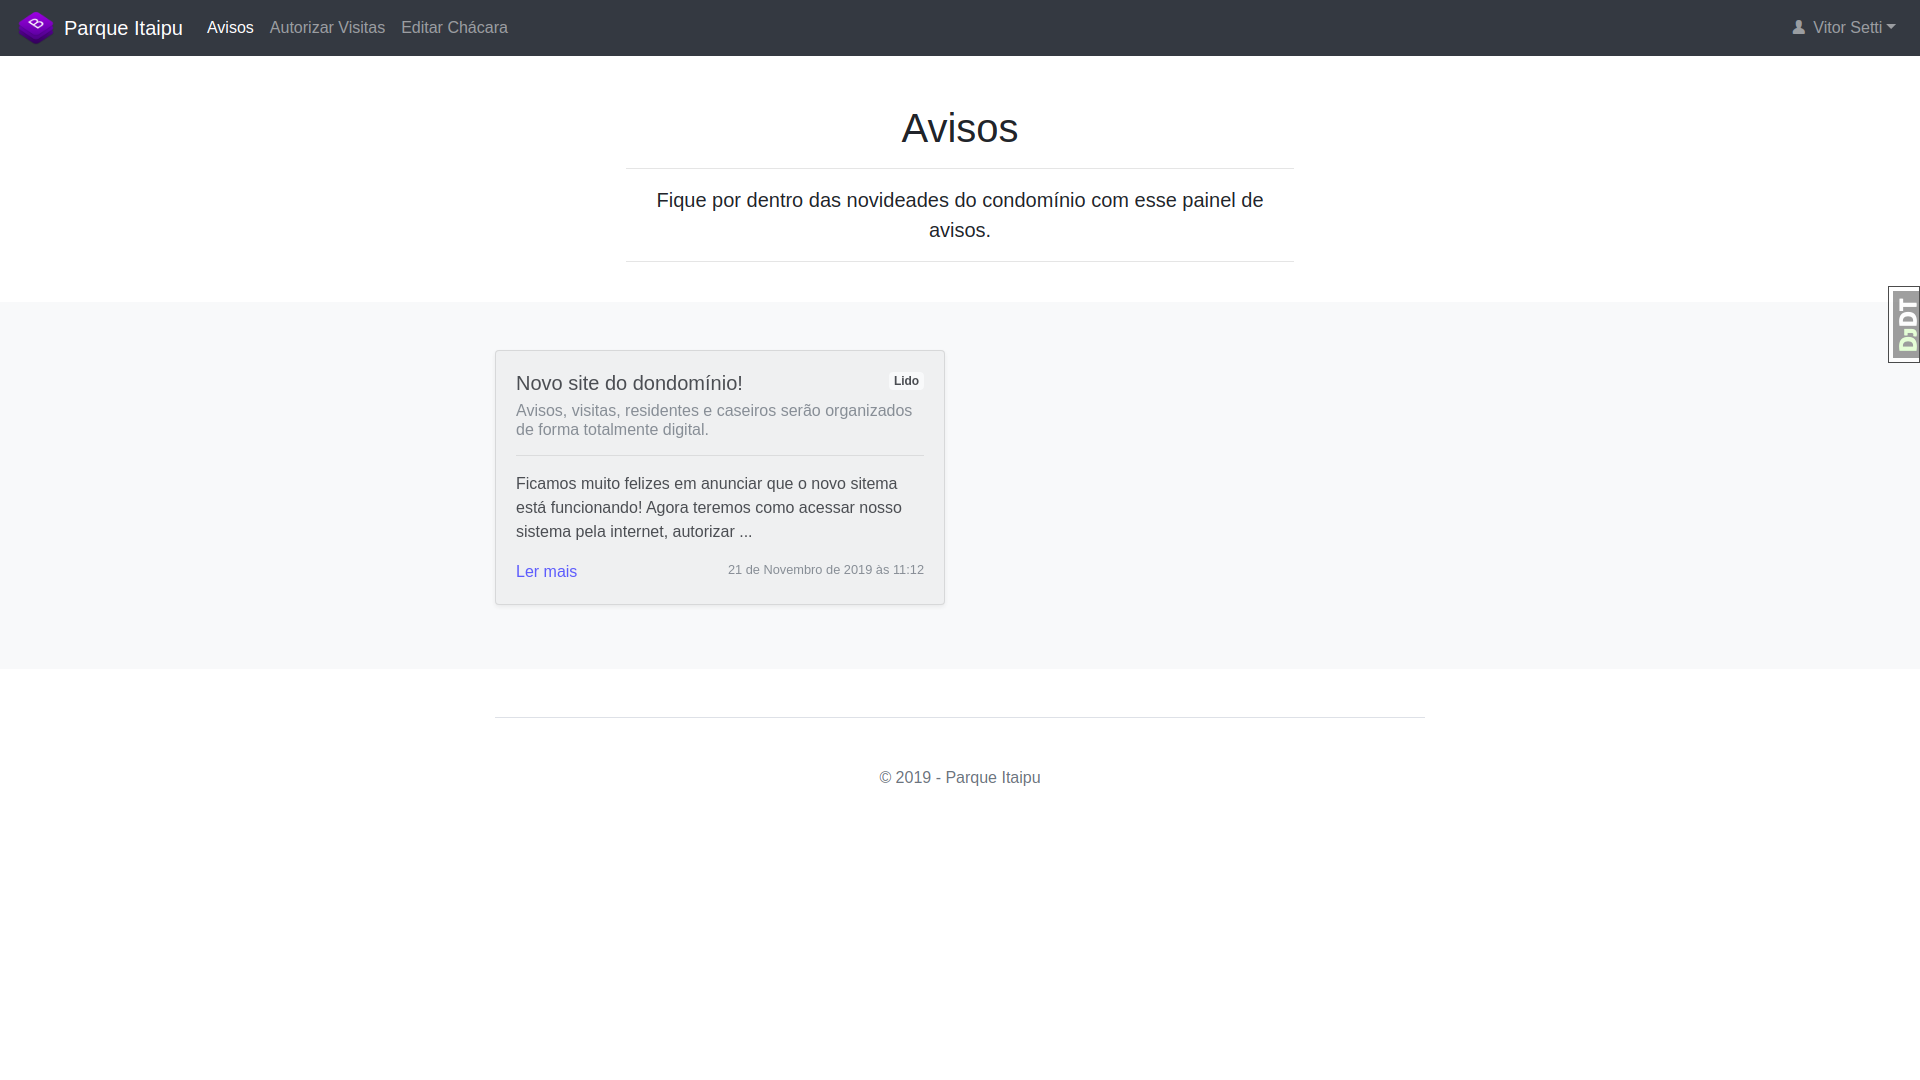 Parque Itaipu Avisos Autorizar Visitas Editar Chácara Vitor Setti
Avisos
Fique por dentro das novideades do condomínio com esse painel de
avisos.
DjDT
Novo site do dondomínio! Lido
Avisos, visitas, residentes e caseiros serão organizados
de forma totalmente digital.
Ficamos muito felizes em anunciar que o novo sitema
está funcionando! Agora teremos como acessar nosso
sistema pela internet, autorizar ...
Ler mais 21 de Novembro de 2019 às 11:12
© 2019 - Parque Itaipu